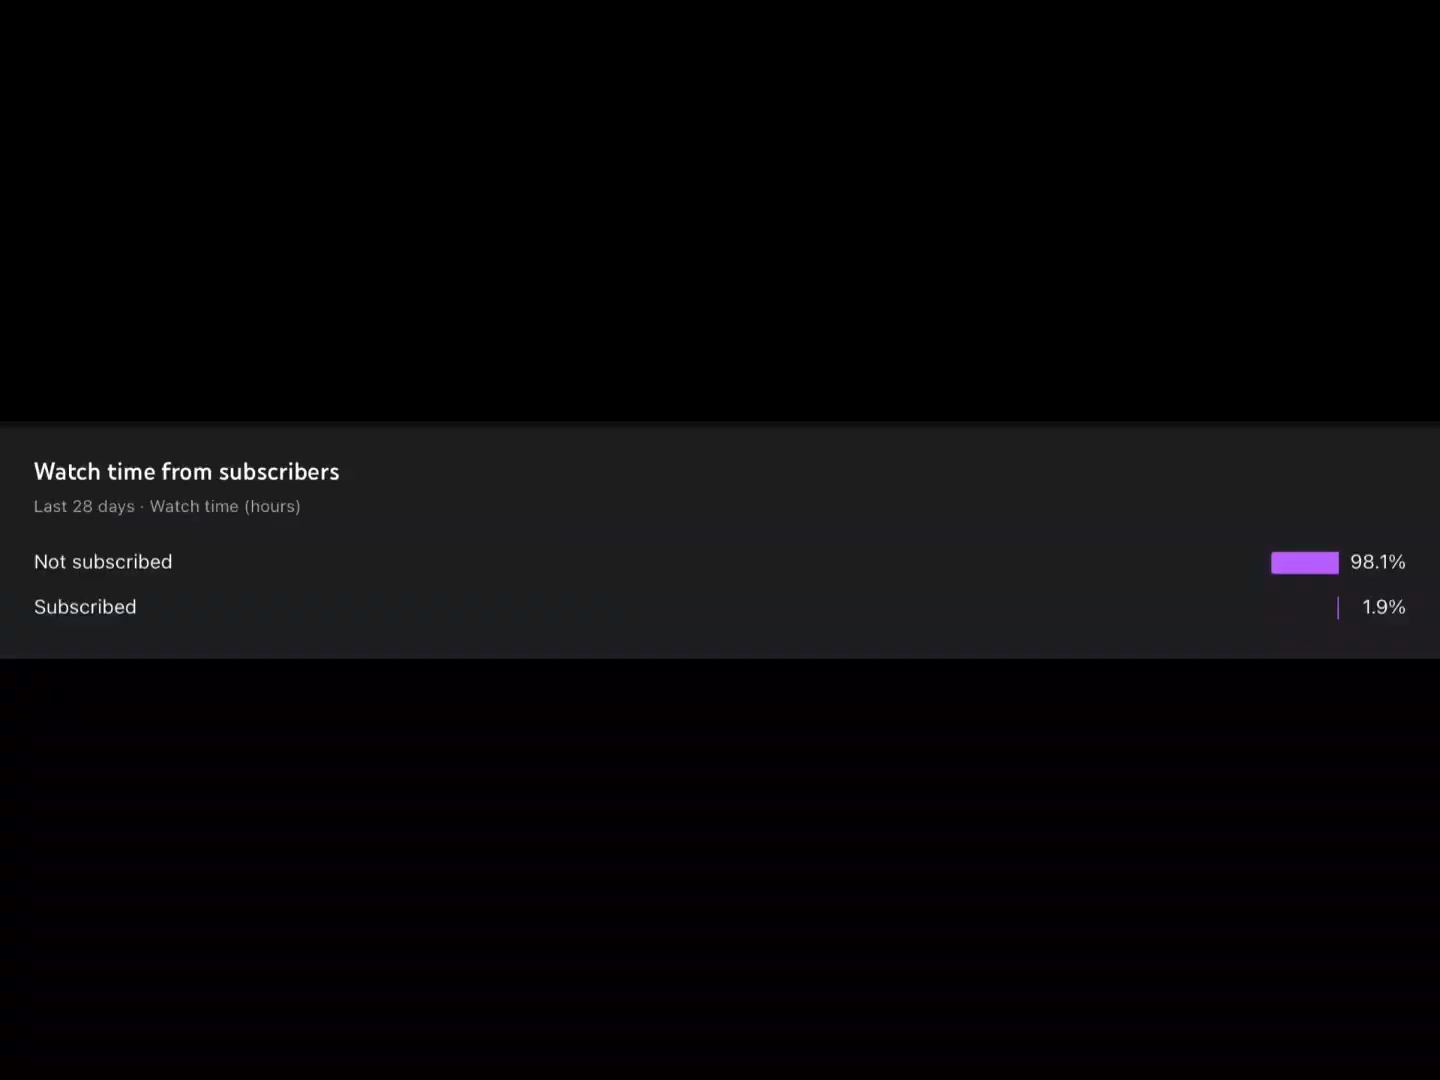 Watch time from subscribers
Last 28 days · Watch time (hours)
Not subscribed 98.1%
Subscribed 1.9%